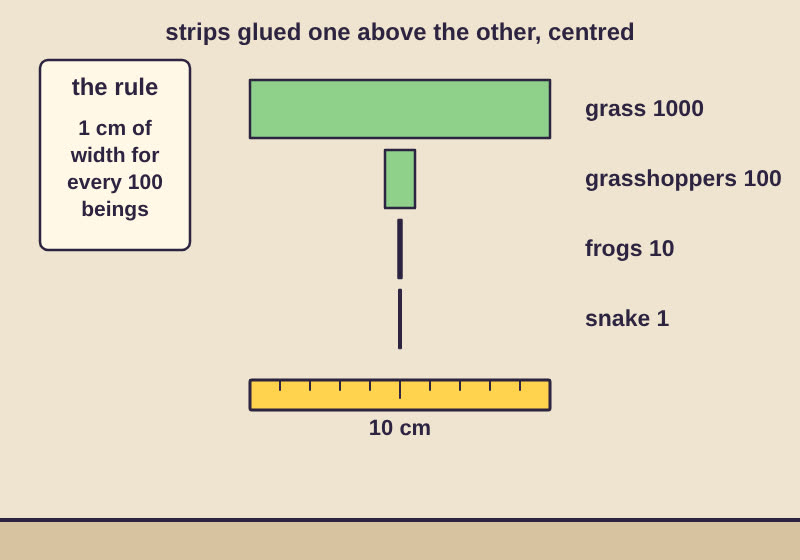 strips glued one above the other, centred
the rule
1 cm of
width for
every 100
beings
grass 1000
grasshoppers 100
frogs 10
snake 1
10 cm